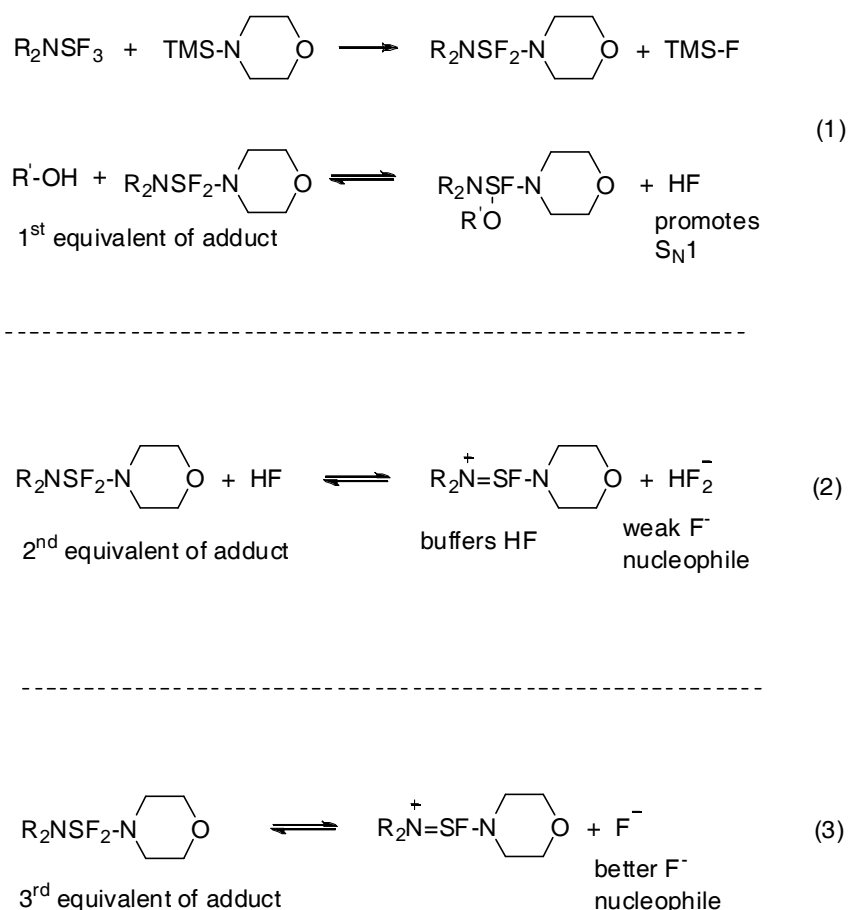 R₂NSF₃ + TMS-N O → R₂NSF₂-N O + TMS-F
(1)
R'-OH + R₂NSF₂-N O ⇌ R₂NSF-N O + HF
R'O
1st equivalent of adduct
promotes
SN1
R₂NSF₂-N O + HF ⇌ R₂N⁺=SF-N O + HF₂⁻ (2)
2nd equivalent of adduct
buffers HF
weak F⁻
nucleophile
R₂NSF₂-N O ⇌ R₂N⁺=SF-N O + F⁻ (3)
3rd equivalent of adduct
better F⁻
nucleophile